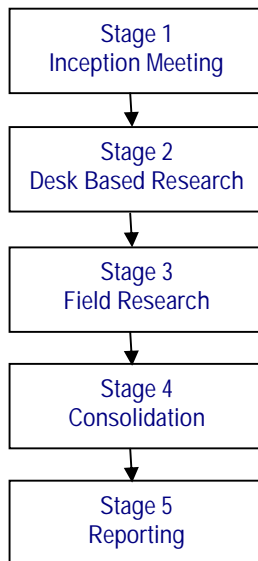 Stage 1
Inception Meeting
Stage 2
Desk Based Research
Stage 3
Field Research
Stage 4
Consolidation
Stage 5
Reporting